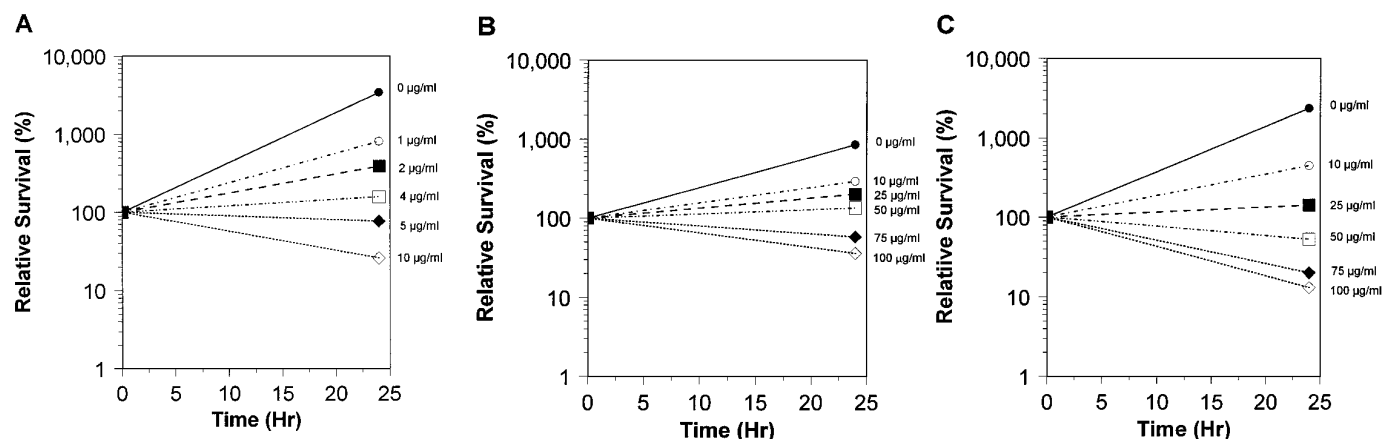 A
Relative Survival (%)
10,000
1,000
100
10
1
0 5 10 15 20 25
Time (Hr)
0 µg/ml
1 µg/ml
2 µg/ml
4 µg/ml
5 µg/ml
10 µg/ml
B
Relative Survival (%)
10,000
1,000
100
10
1
0 5 10 15 20 25
Time (Hr)
0 µg/ml
10 µg/ml
25 µg/ml
50 µg/ml
75 µg/ml
100 µg/ml
C
Relative Survival (%)
10,000
1,000
100
10
1
0 5 10 15 20 25
Time (Hr)
0 µg/ml
10 µg/ml
25 µg/ml
50 µg/ml
75 µg/ml
100 µg/ml